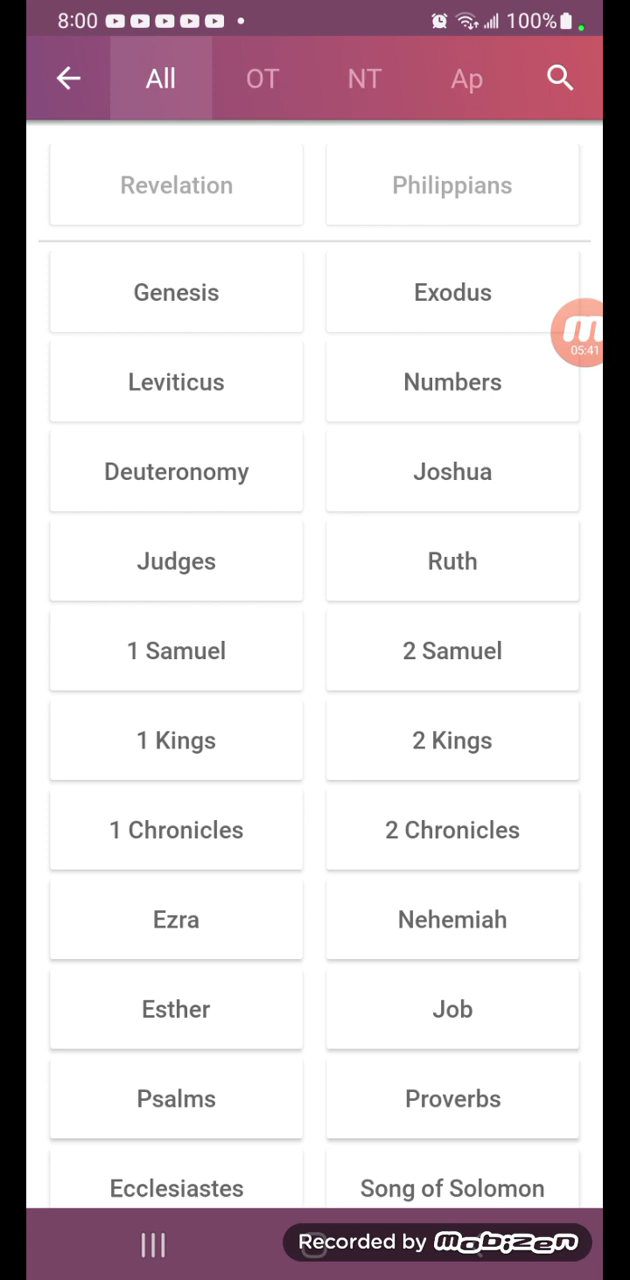 8:00 100%
All OT NT Ap
Revelation Philippians
Genesis Exodus
m
05:41
Leviticus Numbers
Deuteronomy Joshua
Judges Ruth
1 Samuel 2 Samuel
1 Kings 2 Kings
1 Chronicles 2 Chronicles
Ezra Nehemiah
Esther Job
Psalms Proverbs
Ecclesiastes Song of Solomon
Recorded by mobizen